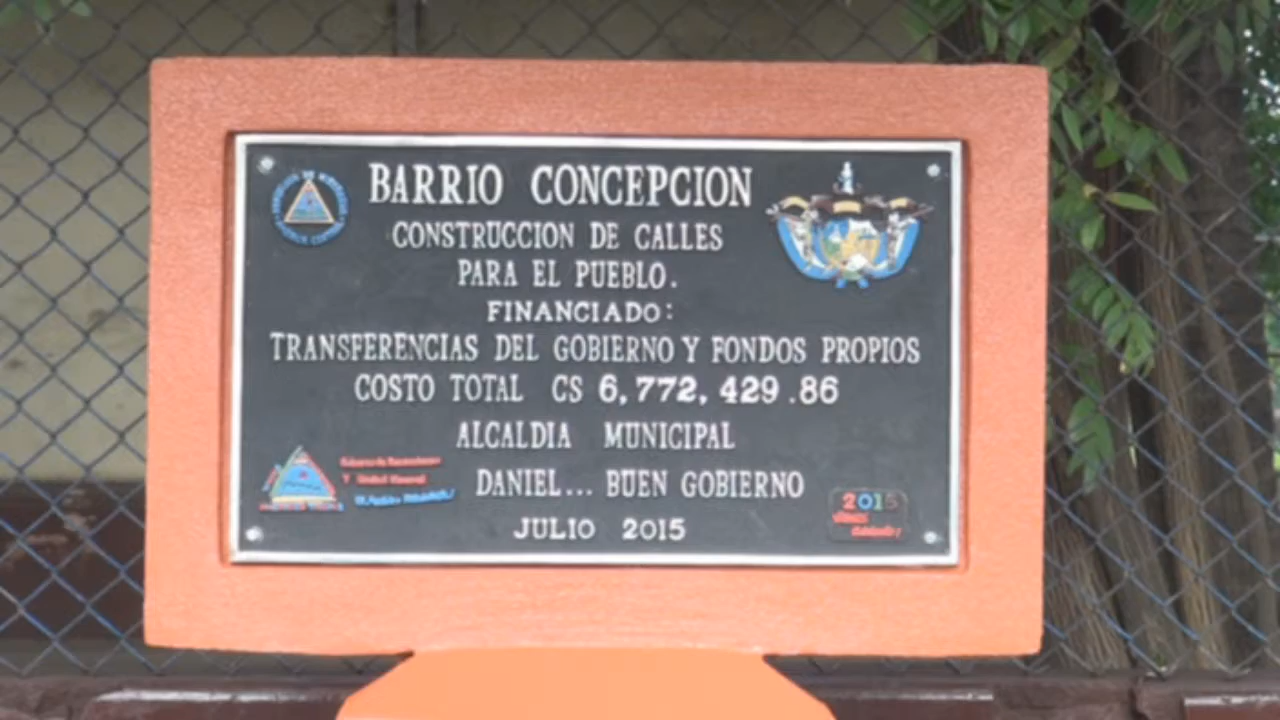 BARRIO CONCEPCION
CONSTRUCCION DE CALLES
PARA EL PUEBLO.
FINANCIADO:
TRANSFERENCIAS DEL GOBIERNO Y FONDOS PROPIOS
COSTO TOTAL CS 6,772,429.86
ALCALDIA MUNICIPAL
DANIEL... BUEN GOBIERNO
JULIO 2015
2015